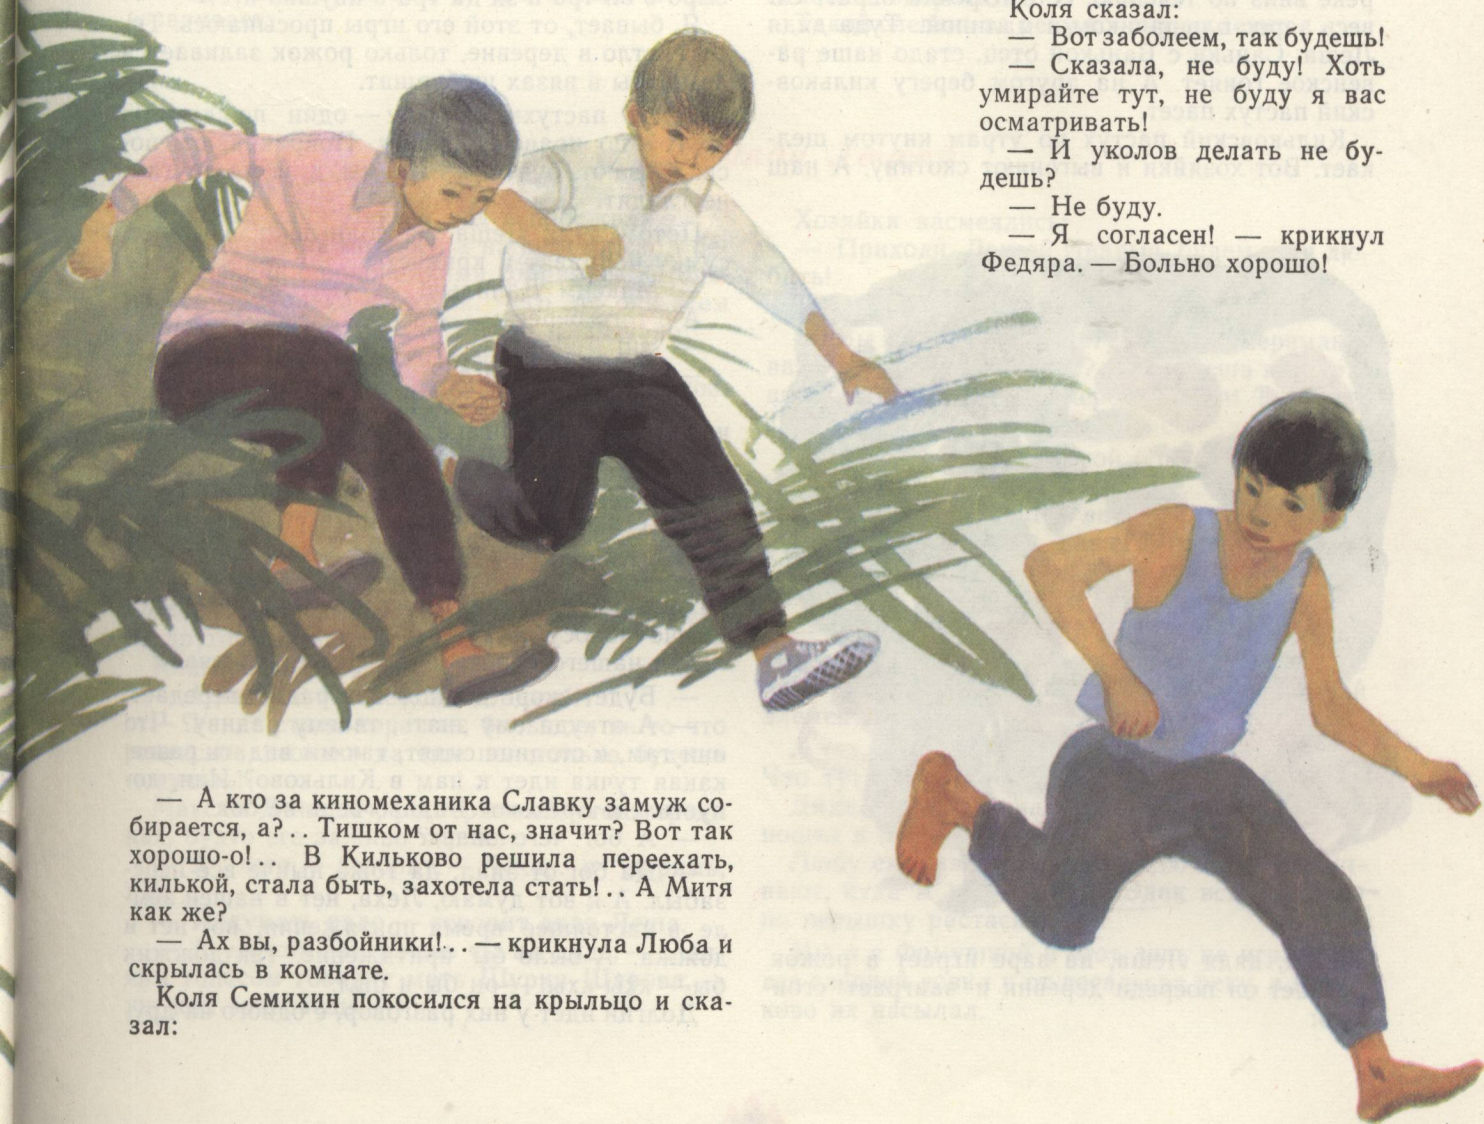 Коля сказал:
— Вот заболеем, так будешь!
— Сказала, не буду! Хоть
умирайте тут, не буду я вас
осматривать!
— И уколов делать не бу-
дешь?
— Не буду.
— Я согласен! — крикнул
Федяра. — Больно хорошо!
— А кто за киномеханика Славку замуж со-
бирается, а?.. Тишком от нас, значит? Вот так
хорошо-о!.. В Кильково решила переехать,
килькой, стала быть, захотела стать!.. А Митя
как же?
— Ах вы, разбойники!.. — крикнула Люба и
скрылась в комнате.
Коля Семихин покосился на крыльцо и ска-
зал: